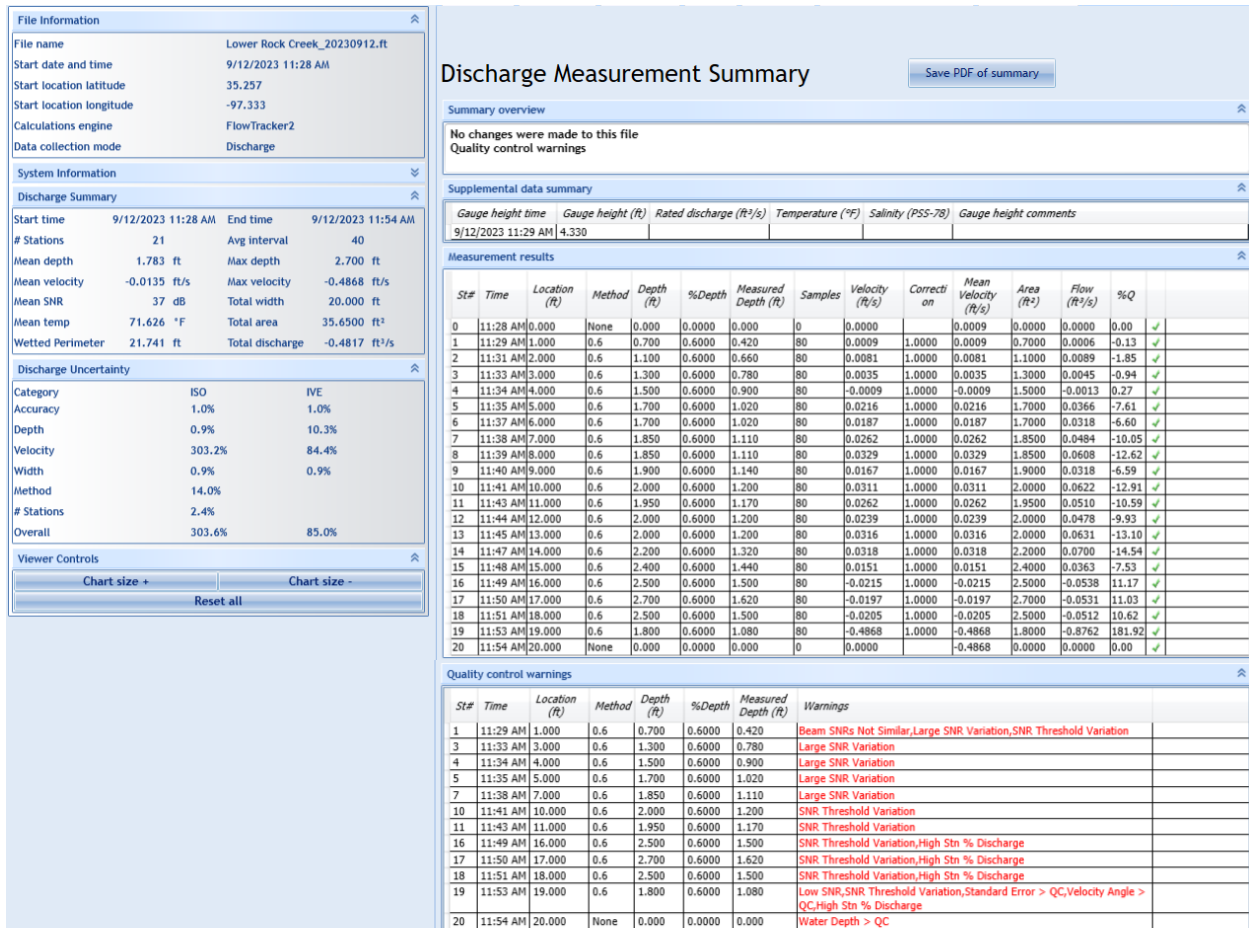 File Information
File name Lower Rock Creek_20230912.ft
Start date and time 9/12/2023 11:28 AM
Start location latitude 35.257
Start location longitude -97.333
Calculations engine FlowTracker2
Data collection mode Discharge
System Information
Discharge Summary
Start time 9/12/2023 11:28 AM End time 9/12/2023 11:54 AM
# Stations 21 Avg interval 40
Mean depth 1.783 ft Max depth 2.700 ft
Mean velocity -0.0135 ft/s Max velocity -0.4868 ft/s
Mean SNR 37 dB Total width 20.000 ft
Mean temp 71.626 °F Total area 35.6500 ft²
Wetted Perimeter 21.741 ft Total discharge -0.4817 ft³/s
Discharge Uncertainty
Category ISO IVE
Accuracy 1.0% 1.0%
Depth 0.9% 10.3%
Velocity 303.2% 84.4%
Width 0.9% 0.9%
Method 14.0%
# Stations 2.4%
Overall 303.6% 85.0%
Viewer Controls
Chart size + Chart size -
Reset all
Discharge Measurement Summary
Save PDF of summary
Summary overview
No changes were made to this file
Quality control warnings
Supplemental data summary
Gauge height time Gauge height (ft) Rated discharge (ft³/s) Temperature (°F) Salinity (PSS-78) Gauge height comments
9/12/2023 11:29 AM 4.330
Measurement results
St# Time Location (ft) Method Depth (ft) %Depth Measured Depth (ft) Samples Velocity (ft/s) Correcti on Mean Velocity (ft/s) Area (ft²) Flow (ft³/s) %Q
0 11:28 AM 0.000 None 0.000 0.0000 0.000 0 0.0000 0.0009 0.0000 0.0000 0.00
1 11:29 AM 1.000 0.6 0.700 0.6000 0.420 80 0.0009 1.0000 0.0009 0.7000 0.0006 -0.13
2 11:31 AM 2.000 0.6 1.100 0.6000 0.660 80 0.0081 1.0000 0.0081 1.1000 0.0089 -1.85
3 11:33 AM 3.000 0.6 1.300 0.6000 0.780 80 0.0035 1.0000 0.0035 1.3000 0.0045 -0.94
4 11:34 AM 4.000 0.6 1.500 0.6000 0.900 80 -0.0009 1.0000 -0.0009 1.5000 -0.0013 0.27
5 11:35 AM 5.000 0.6 1.700 0.6000 1.020 80 0.0216 1.0000 0.0216 1.7000 0.0366 -7.61
6 11:37 AM 6.000 0.6 1.700 0.6000 1.020 80 0.0187 1.0000 0.0187 1.7000 0.0318 -6.60
7 11:38 AM 7.000 0.6 1.850 0.6000 1.110 80 0.0262 1.0000 0.0262 1.8500 0.0484 -10.05
8 11:39 AM 8.000 0.6 1.850 0.6000 1.110 80 0.0329 1.0000 0.0329 1.8500 0.0608 -12.62
9 11:40 AM 9.000 0.6 1.900 0.6000 1.140 80 0.0167 1.0000 0.0167 1.9000 0.0318 -6.59
10 11:41 AM 10.000 0.6 2.000 0.6000 1.200 80 0.0311 1.0000 0.0311 2.0000 0.0622 -12.91
11 11:43 AM 11.000 0.6 1.950 0.6000 1.170 80 0.0262 1.0000 0.0262 1.9500 0.0510 -10.59
12 11:44 AM 12.000 0.6 2.000 0.6000 1.200 80 0.0239 1.0000 0.0239 2.0000 0.0478 -9.93
13 11:45 AM 13.000 0.6 2.000 0.6000 1.200 80 0.0316 1.0000 0.0316 2.0000 0.0631 -13.10
14 11:47 AM 14.000 0.6 2.200 0.6000 1.320 80 0.0318 1.0000 0.0318 2.2000 0.0700 -14.54
15 11:48 AM 15.000 0.6 2.400 0.6000 1.440 80 0.0151 1.0000 0.0151 2.4000 0.0363 -7.53
16 11:49 AM 16.000 0.6 2.500 0.6000 1.500 80 -0.0215 1.0000 -0.0215 2.5000 -0.0538 11.17
17 11:50 AM 17.000 0.6 2.700 0.6000 1.620 80 -0.0197 1.0000 -0.0197 2.7000 -0.0531 11.03
18 11:51 AM 18.000 0.6 2.500 0.6000 1.500 80 -0.0205 1.0000 -0.0205 2.5000 -0.0512 10.62
19 11:53 AM 19.000 0.6 1.800 0.6000 1.080 80 -0.4868 1.0000 -0.4868 1.8000 -0.8762 181.92
20 11:54 AM 20.000 None 0.000 0.0000 0.000 0 0.0000 -0.4868 0.0000 0.0000 0.00
Quality control warnings
St# Time Location (ft) Method Depth (ft) %Depth Measured Depth (ft) Warnings
1 11:29 AM 1.000 0.6 0.700 0.6000 0.420 Beam SNRs Not Similar,Large SNR Variation,SNR Threshold Variation
3 11:33 AM 3.000 0.6 1.300 0.6000 0.780 Large SNR Variation
4 11:34 AM 4.000 0.6 1.500 0.6000 0.900 Large SNR Variation
5 11:35 AM 5.000 0.6 1.700 0.6000 1.020 Large SNR Variation
7 11:38 AM 7.000 0.6 1.850 0.6000 1.110 Large SNR Variation
10 11:41 AM 10.000 0.6 2.000 0.6000 1.200 SNR Threshold Variation
11 11:43 AM 11.000 0.6 1.950 0.6000 1.170 SNR Threshold Variation
16 11:49 AM 16.000 0.6 2.500 0.6000 1.500 SNR Threshold Variation,High Stn % Discharge
17 11:50 AM 17.000 0.6 2.700 0.6000 1.620 SNR Threshold Variation,High Stn % Discharge
18 11:51 AM 18.000 0.6 2.500 0.6000 1.500 SNR Threshold Variation,High Stn % Discharge
19 11:53 AM 19.000 0.6 1.800 0.6000 1.080 Low SNR,SNR Threshold Variation,Standard Error > QC,Velocity Angle >
QC,High Stn % Discharge
20 11:54 AM 20.000 None 0.000 0.0000 0.000 Water Depth > QC